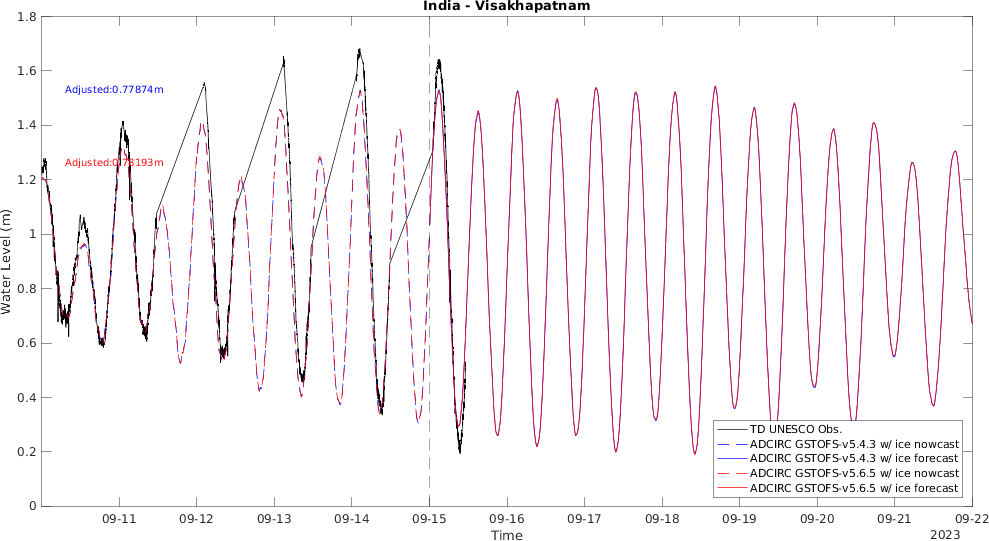 India - Visakhapatnam
Water Level (m)
1.8
1.6
1.4
1.2
1
0.8
0.6
0.4
0.2
0
Adjusted:0.77874m
Adjusted:0.78193m
TD UNESCO Obs.
ADCIRC GSTOFS-v5.4.3 w/ ice nowcast
ADCIRC GSTOFS-v5.4.3 w/ ice forecast
ADCIRC GSTOFS-v5.6.5 w/ ice nowcast
ADCIRC GSTOFS-v5.6.5 w/ ice forecast
09-11 09-12 09-13 09-14 09-15 09-16 09-17 09-18 09-19 09-20 09-21 09-22
Time
2023